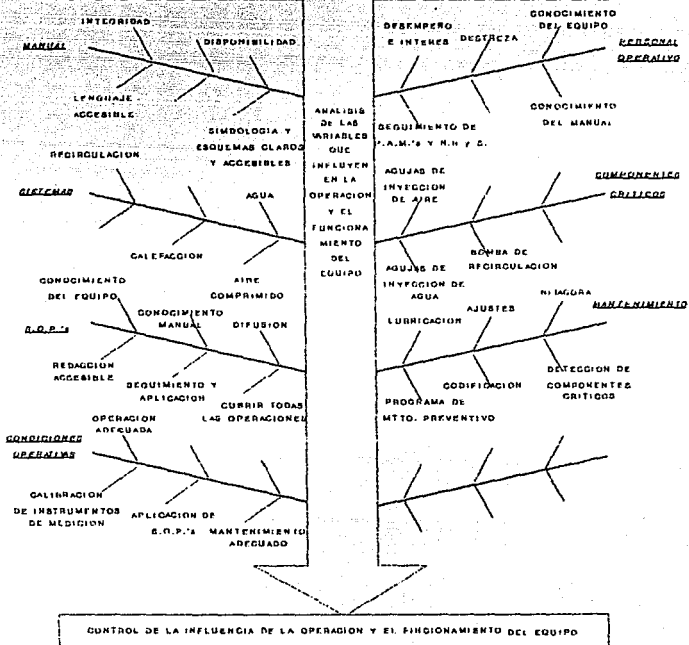 INTEGRIDAD
MANUAL
DISPONIBILIDAD
LENGUAJE
ACCESIBLE
SIMBOLOGIA Y
ESQUEMAS CLAROS
Y ACCESIBLES
RECIRCULACION
SISTEMAS
AGUA
CALEFACCION
AIRE
COMPRIMIDO
CONOCIMIENTO
DEL EQUIPO
CONOCIMIENTO
MANUAL
DIFUSION
S.O.P.'s
REDACCION
ACCESIBLE
SEGUIMIENTO Y
APLICACION
CUBRIR TODAS
LAS OPERACIONES
OPERACION
ADECUADA
CONDICIONES
OPERATIVAS
CALIBRACION
DE INSTRUMENTOS
DE MEDICION
APLICACION DE
S.O.P.'s
MANTENIMIENTO
ADECUADO
ANALISIS
DE LAS
VARIABLES
QUE
INFLUYEN
EN LA
OPERACION
Y EL
FUNCIONA
MIENTO
DEL
EQUIPO
DESEMPEÑO
E INTERES
DESTREZA
CONOCIMIENTO
DEL EQUIPO
PERSONAL
OPERATIVO
SEGUIMIENTO DE
P.A.M.'s Y N.H y S.
CONOCIMIENTO
DEL MANUAL
AGUJAS DE
INYECCION
DE AIRE
COMPONENTES
CRITICOS
AGUJAS DE
INYECCION DE
AGUA
BOMBA DE
RECIRCULACION
LUBRICACION
AJUSTES
BITACORA
MANTENIMIENTO
PROGRAMA DE
MTTO. PREVENTIVO
CODIFICACION
DETECCION DE
COMPONENTES
CRITICOS
CONTROL DE LA INFLUENCIA DE LA OPERACION Y EL FUNCIONAMIENTO DEL EQUIPO